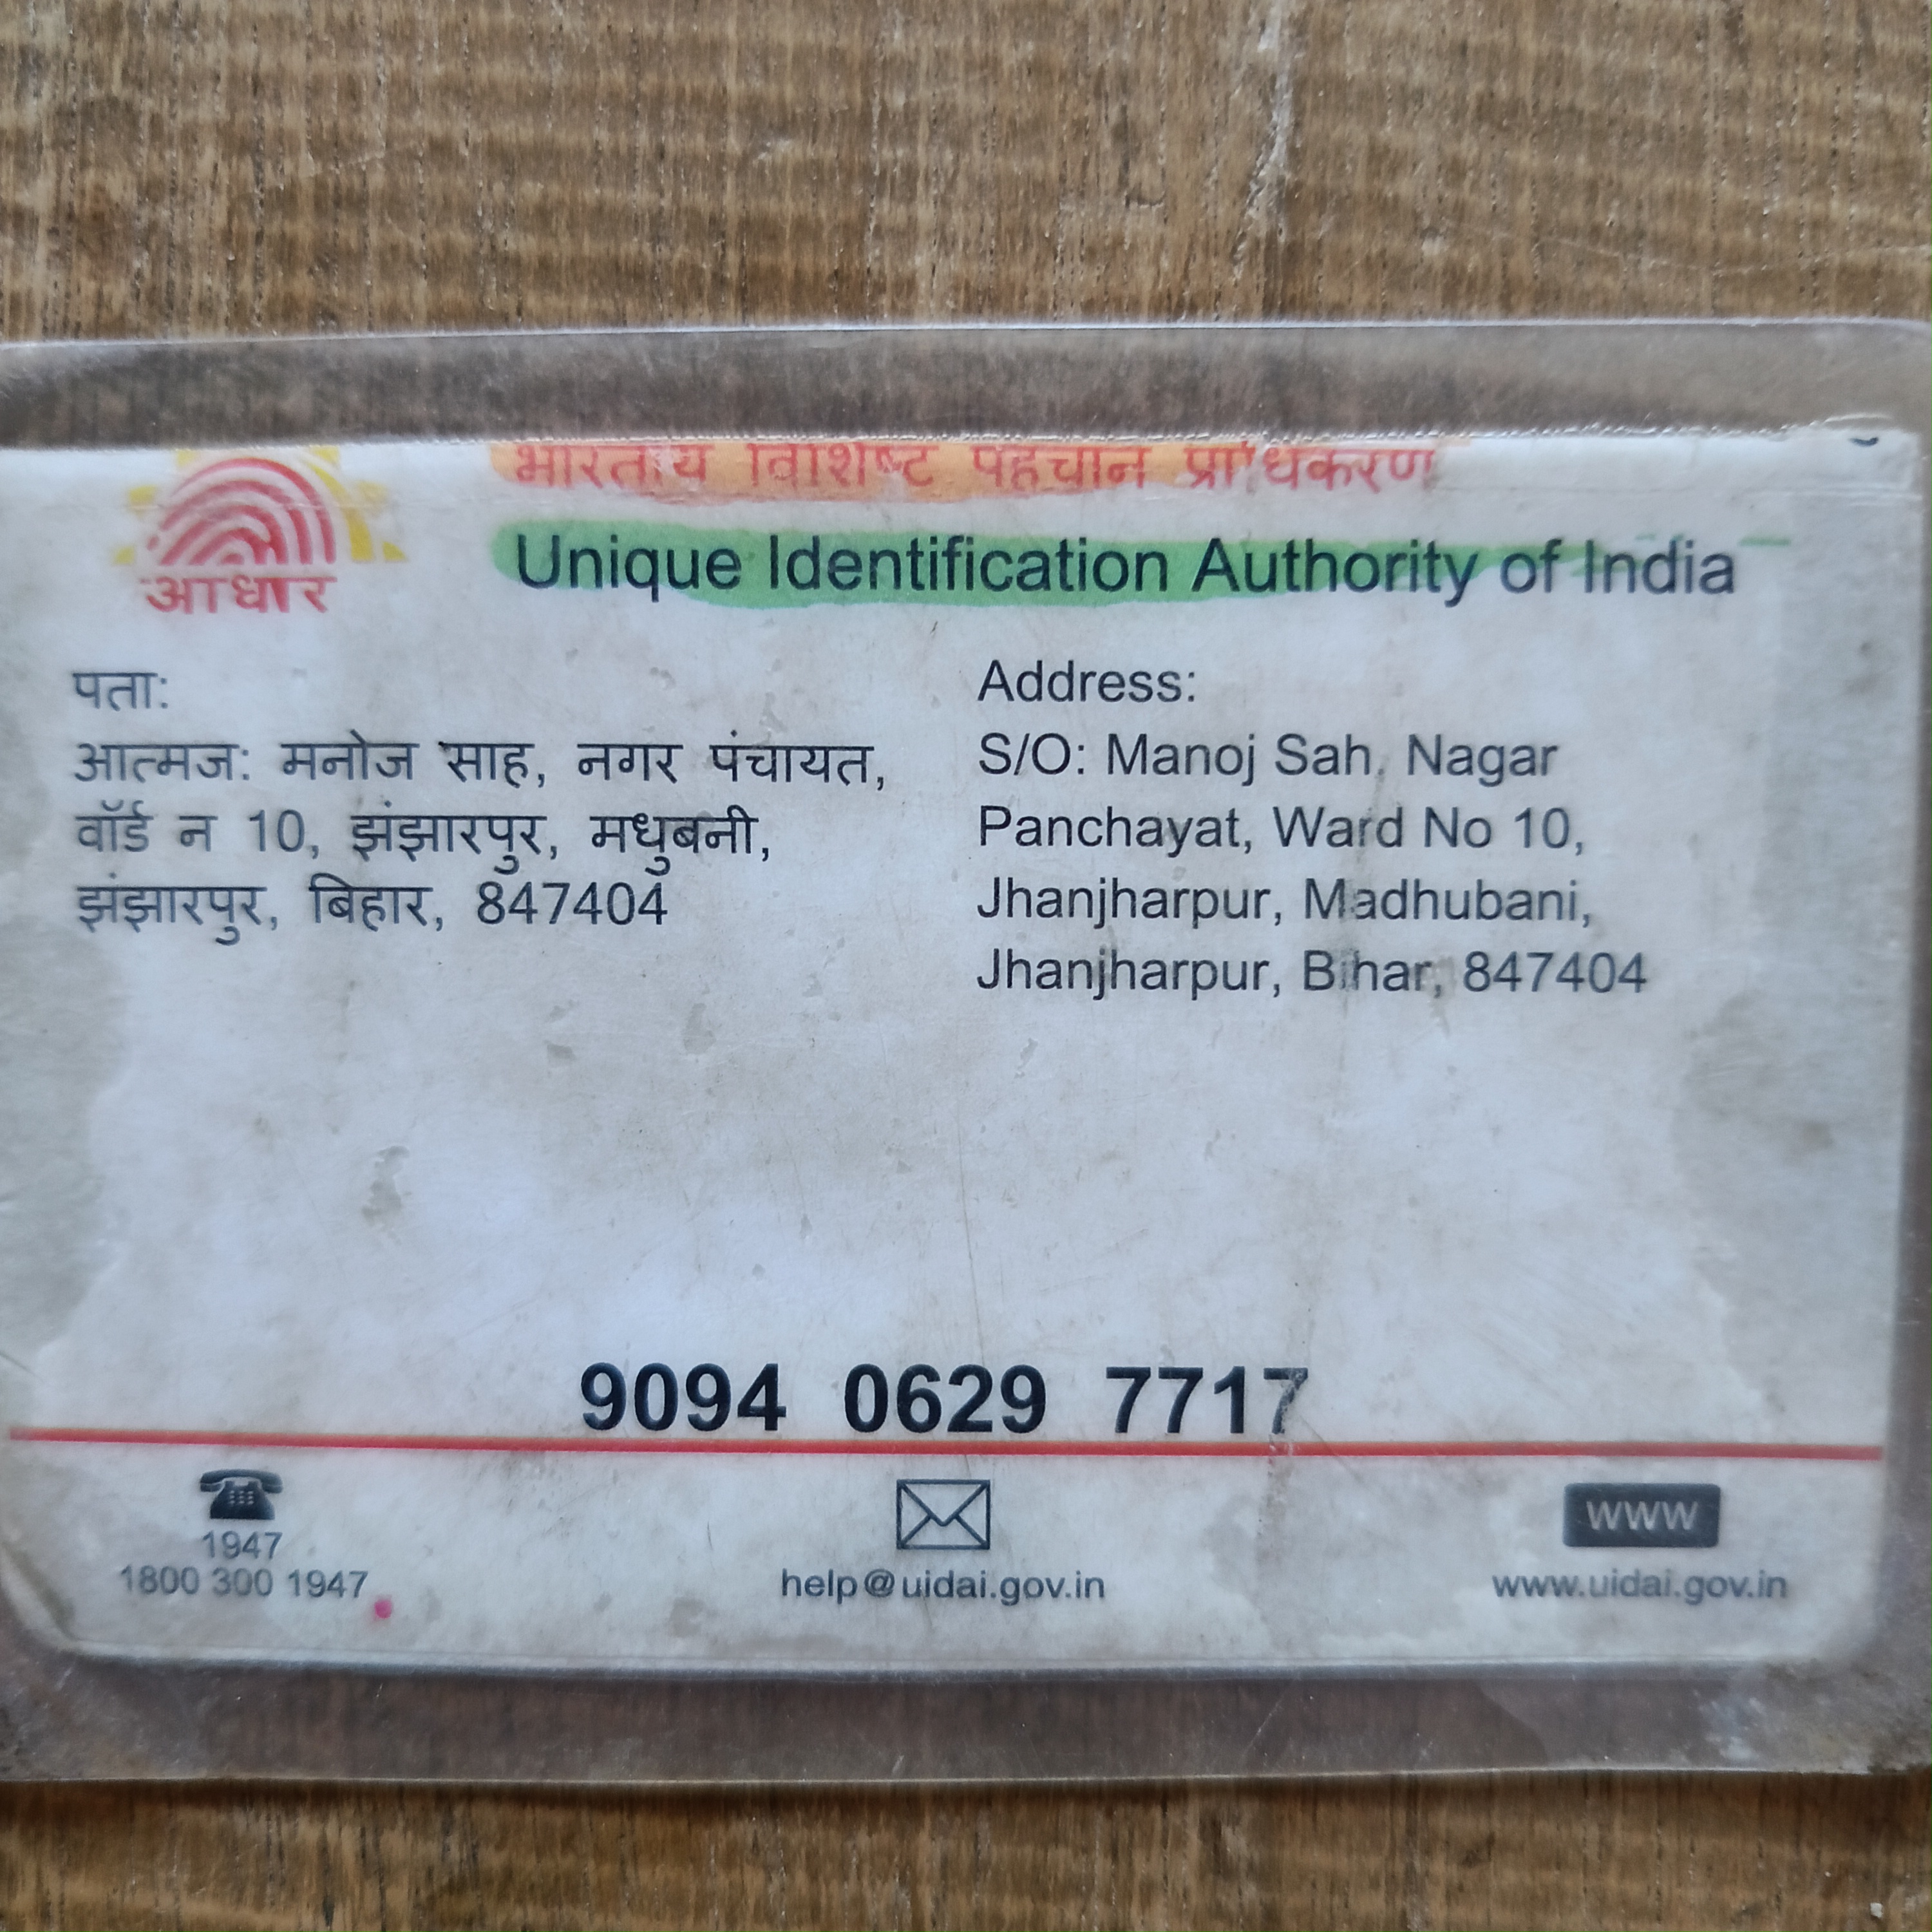 भारतीय विशिष्ट पहचान प्राधिकरण
Unique Identification Authority of India
आधार
पता:
आत्मज: मनोज साह, नगर पंचायत,
वॉर्ड न 10, झंझारपुर, मधुबनी,
झंझारपुर, बिहार, 847404
Address:
S/O: Manoj Sah, Nagar
Panchayat, Ward No 10,
Jhanjharpur, Madhubani,
Jhanjharpur, Bihar, 847404
9094 0629 7717
1947
1800 300 1947
help@uidai.gov.in
www
www.uidai.gov.in